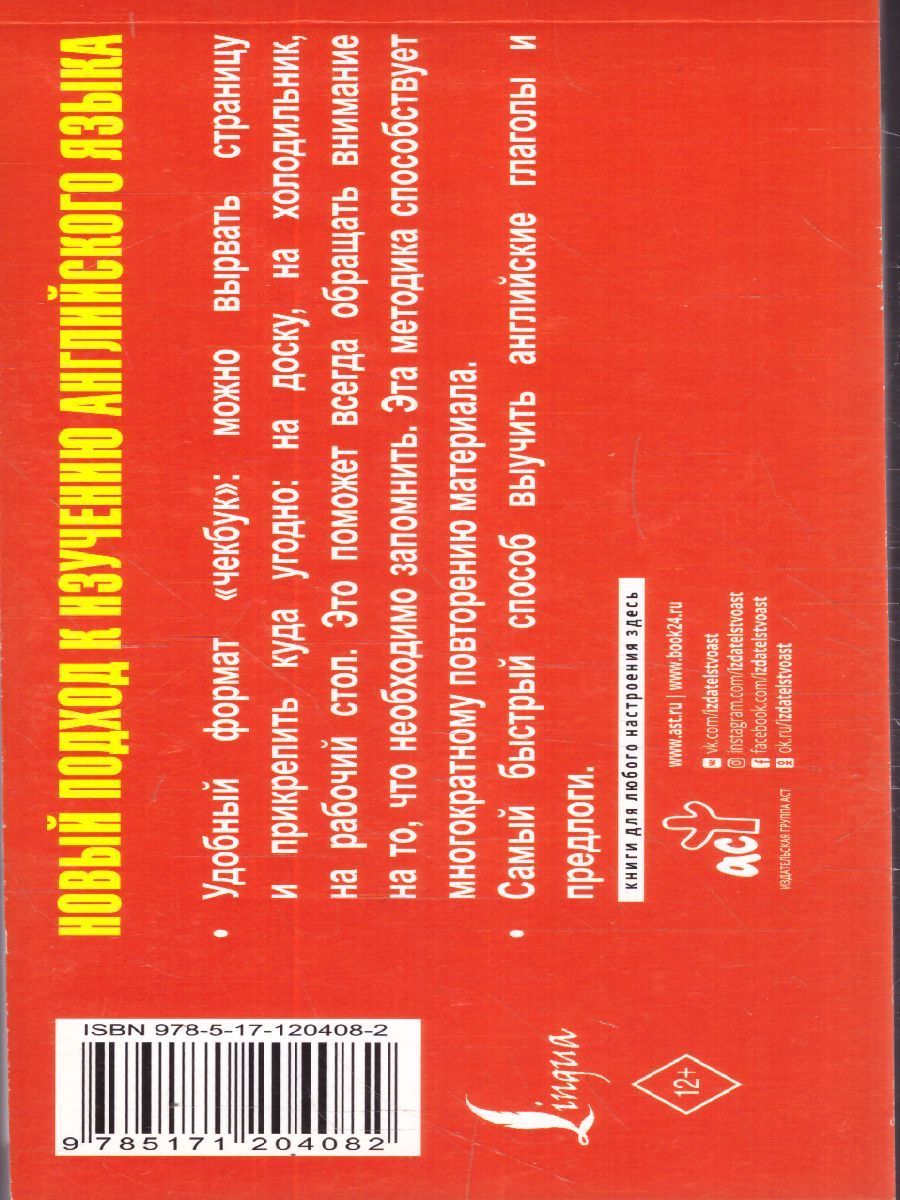 НОВЫЙ ПОДХОД К ИЗУЧЕНИЮ АНГЛИЙСКОГО ЯЗЫКА
• Удобный формат «чекбук»: можно вырвать страницу
и прикрепить куда угодно: на доску, на холодильник,
на рабочий стол. Это поможет всегда обращать внимание
на то, что необходимо запомнить. Эта методика способствует
многократному повторению материала.
• Самый быстрый способ выучить английские глаголы и
предлоги.
книги для любого настроения здесь
аст
ИЗДАТЕЛЬСКАЯ ГРУППА АСТ
www.ast.ru | www.book24.ru
vk.com/izdatelstvoast
instagram.com/izdatelstvoast
facebook.com/izdatelstvoast
ok.ru/izdatelstvoast
ISBN 978-5-17-120408-2
9 785171 204082
Lingua
12+